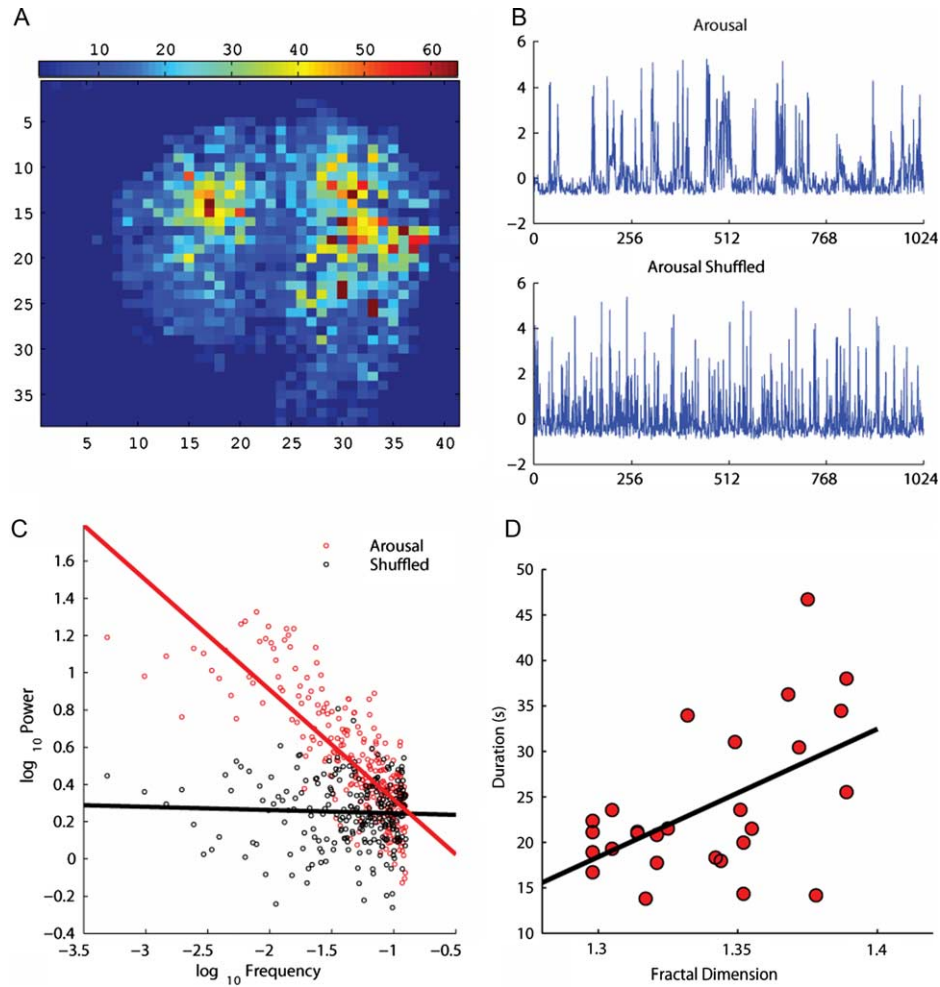 A
10 20 30 40 50 60
5
10
15
20
25
30
35
5 10 15 20 25 30 35 40
B
Arousal
6
4
2
0
−2
0 256 512 768 1024
Arousal Shuffled
6
4
2
0
−2
0 256 512 768 1024
C
Arousal
Shuffled
1.6
1.4
1.2
1
0.8
0.6
0.4
0.2
0
−0.2
−0.4
log 10 Power
−3.5 −3 −2.5 −2 −1.5 −1 −0.5
log 10 Frequency
D
50
45
40
35
30
25
20
15
10
Duration (s)
1.3 1.35 1.4
Fractal Dimension